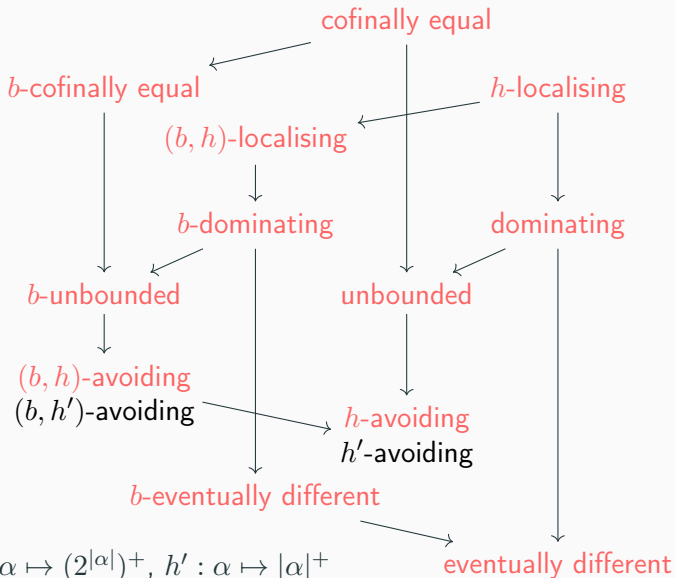 cofinally equal
b-cofinally equal
h-localising
(b, h)-localising
b-dominating
dominating
b-unbounded
unbounded
(b, h)-avoiding
(b, h′)-avoiding
h-avoiding
h′-avoiding
b-eventually different
α ↦ (2^{|α|})^+, h′ : α ↦ |α|^+
eventually different